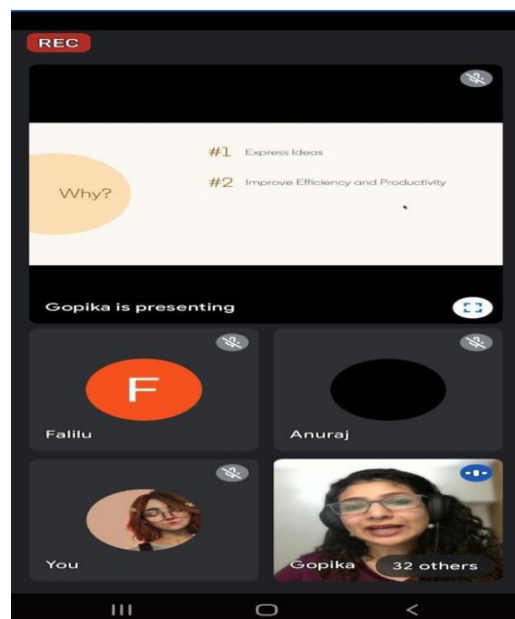 REC
#1 Express Ideas
Why?
#2 Improve Efficiency and Productivity
Gopika is presenting
F
Falilu
Anuraj
You
Gopika
32 others